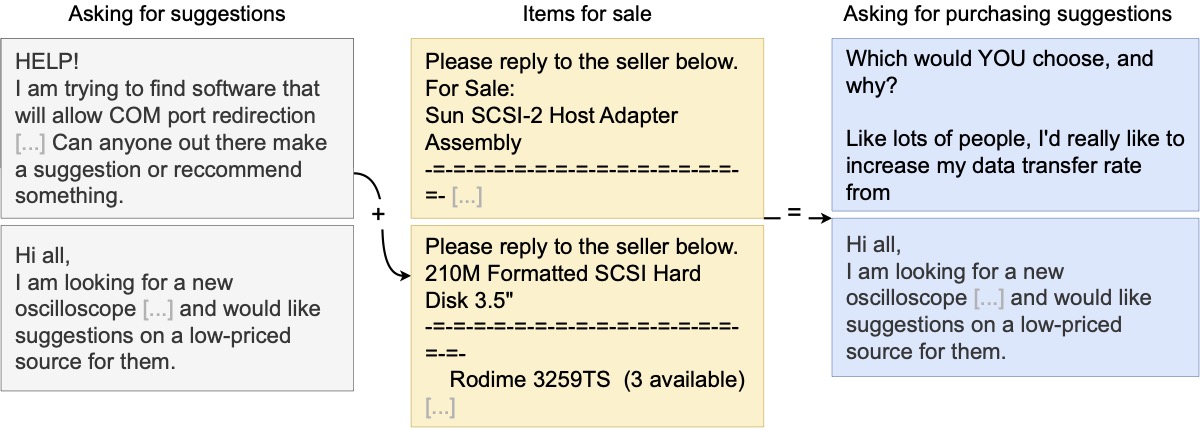 Asking for suggestions
HELP!
I am trying to find software that
will allow COM port redirection
[...] Can anyone out there make
a suggestion or reccommend
something.
Hi all,
I am looking for a new
oscilloscope [...] and would like
suggestions on a low-priced
source for them.
+
Items for sale
Please reply to the seller below.
For Sale:
Sun SCSI-2 Host Adapter
Assembly
-=-=-=-=-=-=-=-=-=-=-=-=-=-=-=-
=- [...]
Please reply to the seller below.
210M Formatted SCSI Hard
Disk 3.5"
-=-=-=-=-=-=-=-=-=-=-=-=-=-=-=-
=-=-
Rodime 3259TS (3 available)
[...]
=
Asking for purchasing suggestions
Which would YOU choose, and
why?
Like lots of people, I'd really like to
increase my data transfer rate
from
Hi all,
I am looking for a new
oscilloscope [...] and would like
suggestions on a low-priced
source for them.